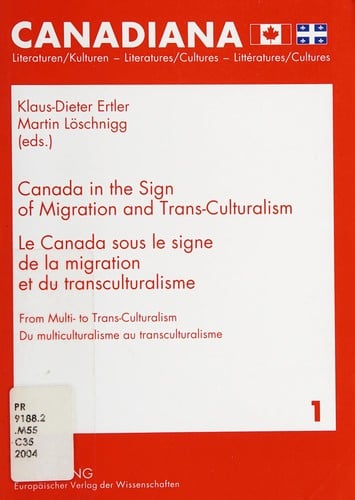 CANADIANA
Literaturen/Kulturen – Literatures/Cultures – Littératures/Cultures
Klaus-Dieter Ertler
Martin Löschnigg
(eds.)
Canada in the Sign
of Migration and Trans-Culturalism
Le Canada sous le signe
de la migration
et du transculturalisme
From Multi- to Trans-Culturalism
Du multiculturalisme au transculturalisme
1
PR
9188.2
.M55
C35
2004
NG
Europäischer Verlag der Wissenschaften